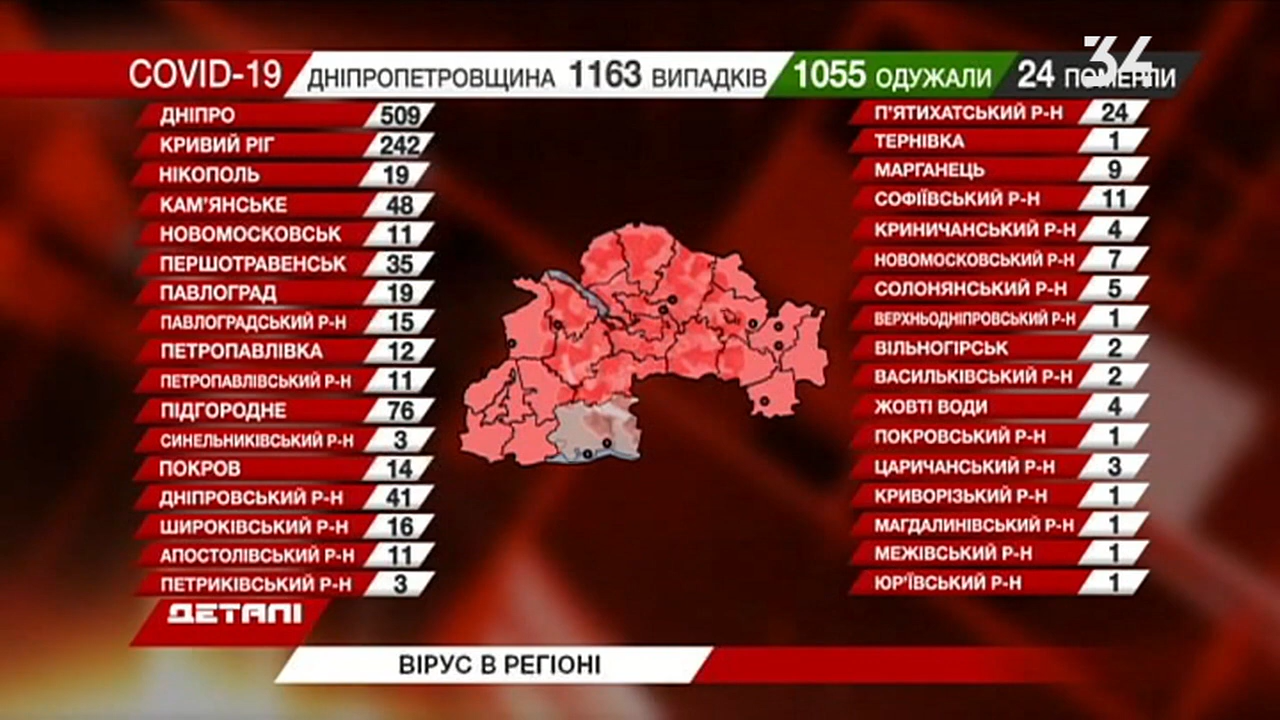 34
COVID-19 ДНІПРОПЕТРОВЩИНА 1163 ВИПАДКІВ 1055 ОДУЖАЛИ 24 ПОМЕРЛИ
ДНІПРО 509
КРИВИЙ РІГ 242
НІКОПОЛЬ 19
КАМ'ЯНСЬКЕ 48
НОВОМОСКОВСЬК 11
ПЕРШОТРАВЕНСЬК 35
ПАВЛОГРАД 19
ПАВЛОГРАДСЬКИЙ Р-Н 15
ПЕТРОПАВЛІВКА 12
ПЕТРОПАВЛІВСЬКИЙ Р-Н 11
ПІДГОРОДНЕ 76
СИНЕЛЬНИКІВСЬКИЙ Р-Н 3
ПОКРОВ 14
ДНІПРОВСЬКИЙ Р-Н 41
ШИРОКІВСЬКИЙ Р-Н 16
АПОСТОЛІВСЬКИЙ Р-Н 11
ПЕТРИКІВСЬКИЙ Р-Н 3
П'ЯТИХАТСЬКИЙ Р-Н 24
ТЕРНІВКА 1
МАРГАНЕЦЬ 9
СОФІЇВСЬКИЙ Р-Н 11
КРИНИЧАНСЬКИЙ Р-Н 4
НОВОМОСКОВСЬКИЙ Р-Н 7
СОЛОНЯНСЬКИЙ Р-Н 5
ВЕРХНЬОДНІПРОВСЬКИЙ Р-Н 1
ВІЛЬНОГІРСЬК 2
ВАСИЛЬКІВСЬКИЙ Р-Н 2
ЖОВТІ ВОДИ 4
ПОКРОВСЬКИЙ Р-Н 1
ЦАРИЧАНСЬКИЙ Р-Н 3
КРИВОРІЗЬКИЙ Р-Н 1
МАГДАЛИНІВСЬКИЙ Р-Н 1
МЕЖІВСЬКИЙ Р-Н 1
ЮР'ЇВСЬКИЙ Р-Н 1
ДЕТАЛІ
ВІРУС В РЕГІОНІ